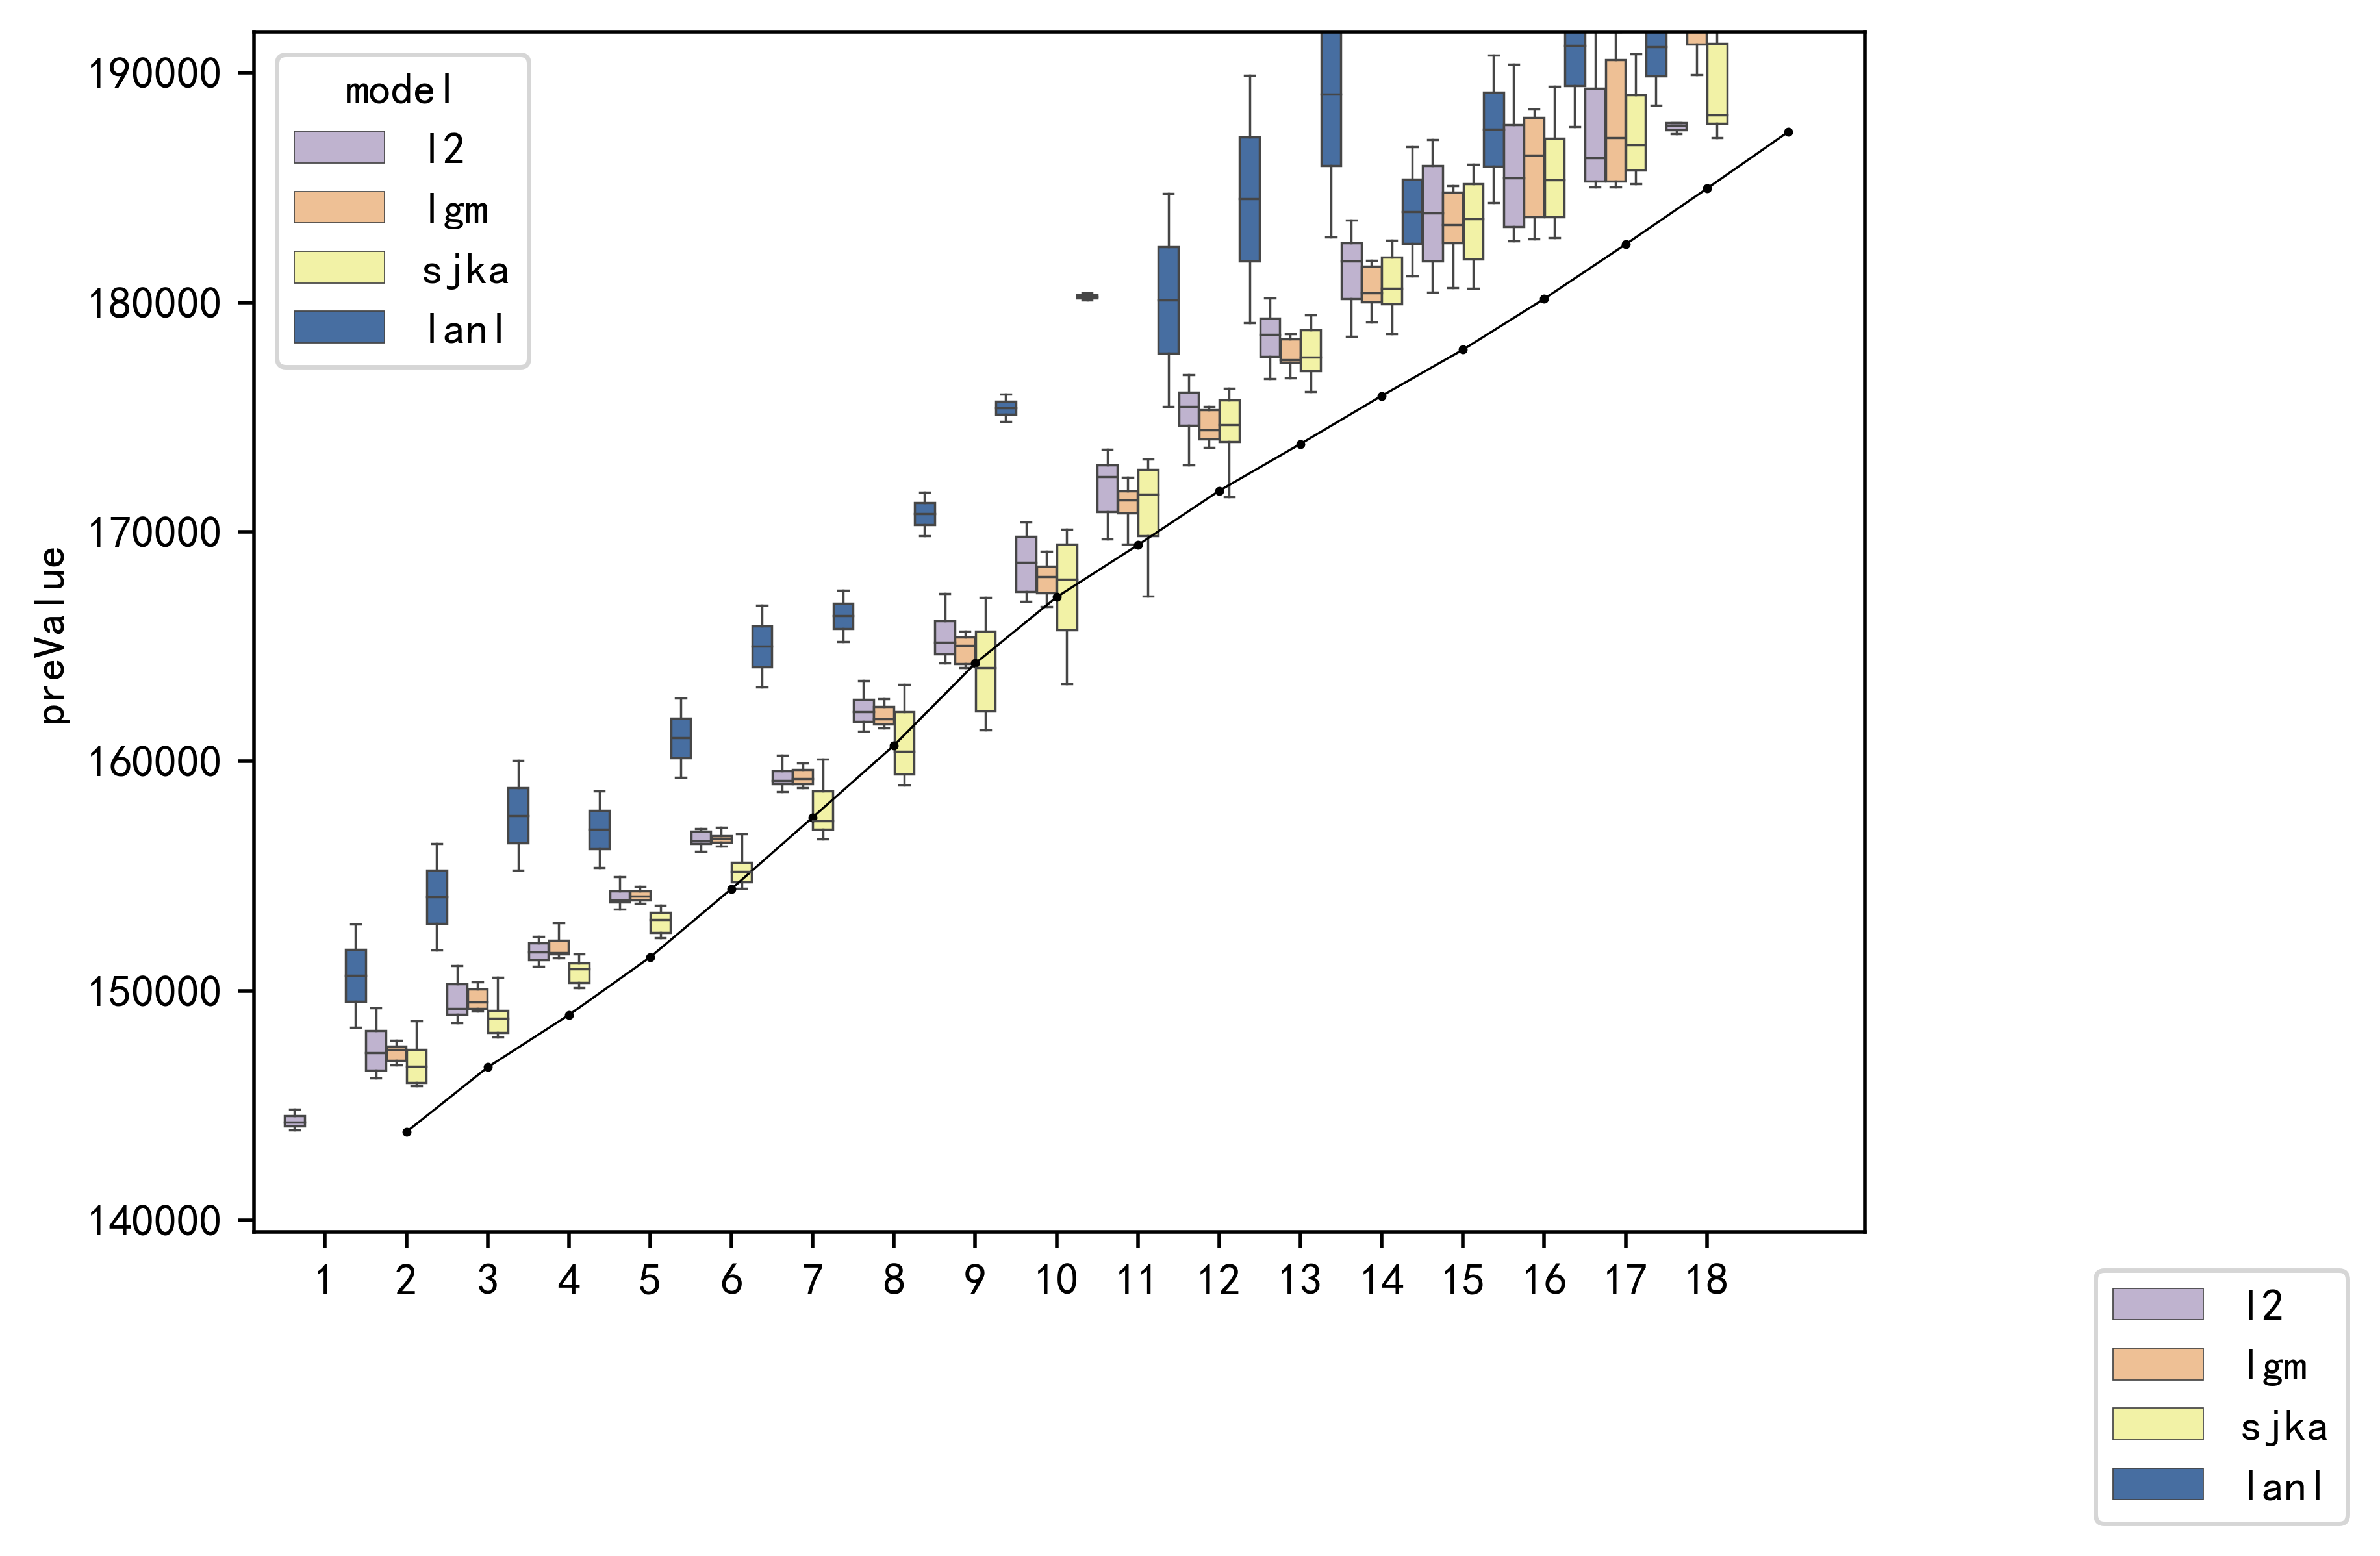 190000
180000
170000
160000
150000
140000
preValue
model
l2
lgm
sjka
lanl
1 2 3 4 5 6 7 8 9 10 11 12 13 14 15 16 17 18
l2
lgm
sjka
lanl